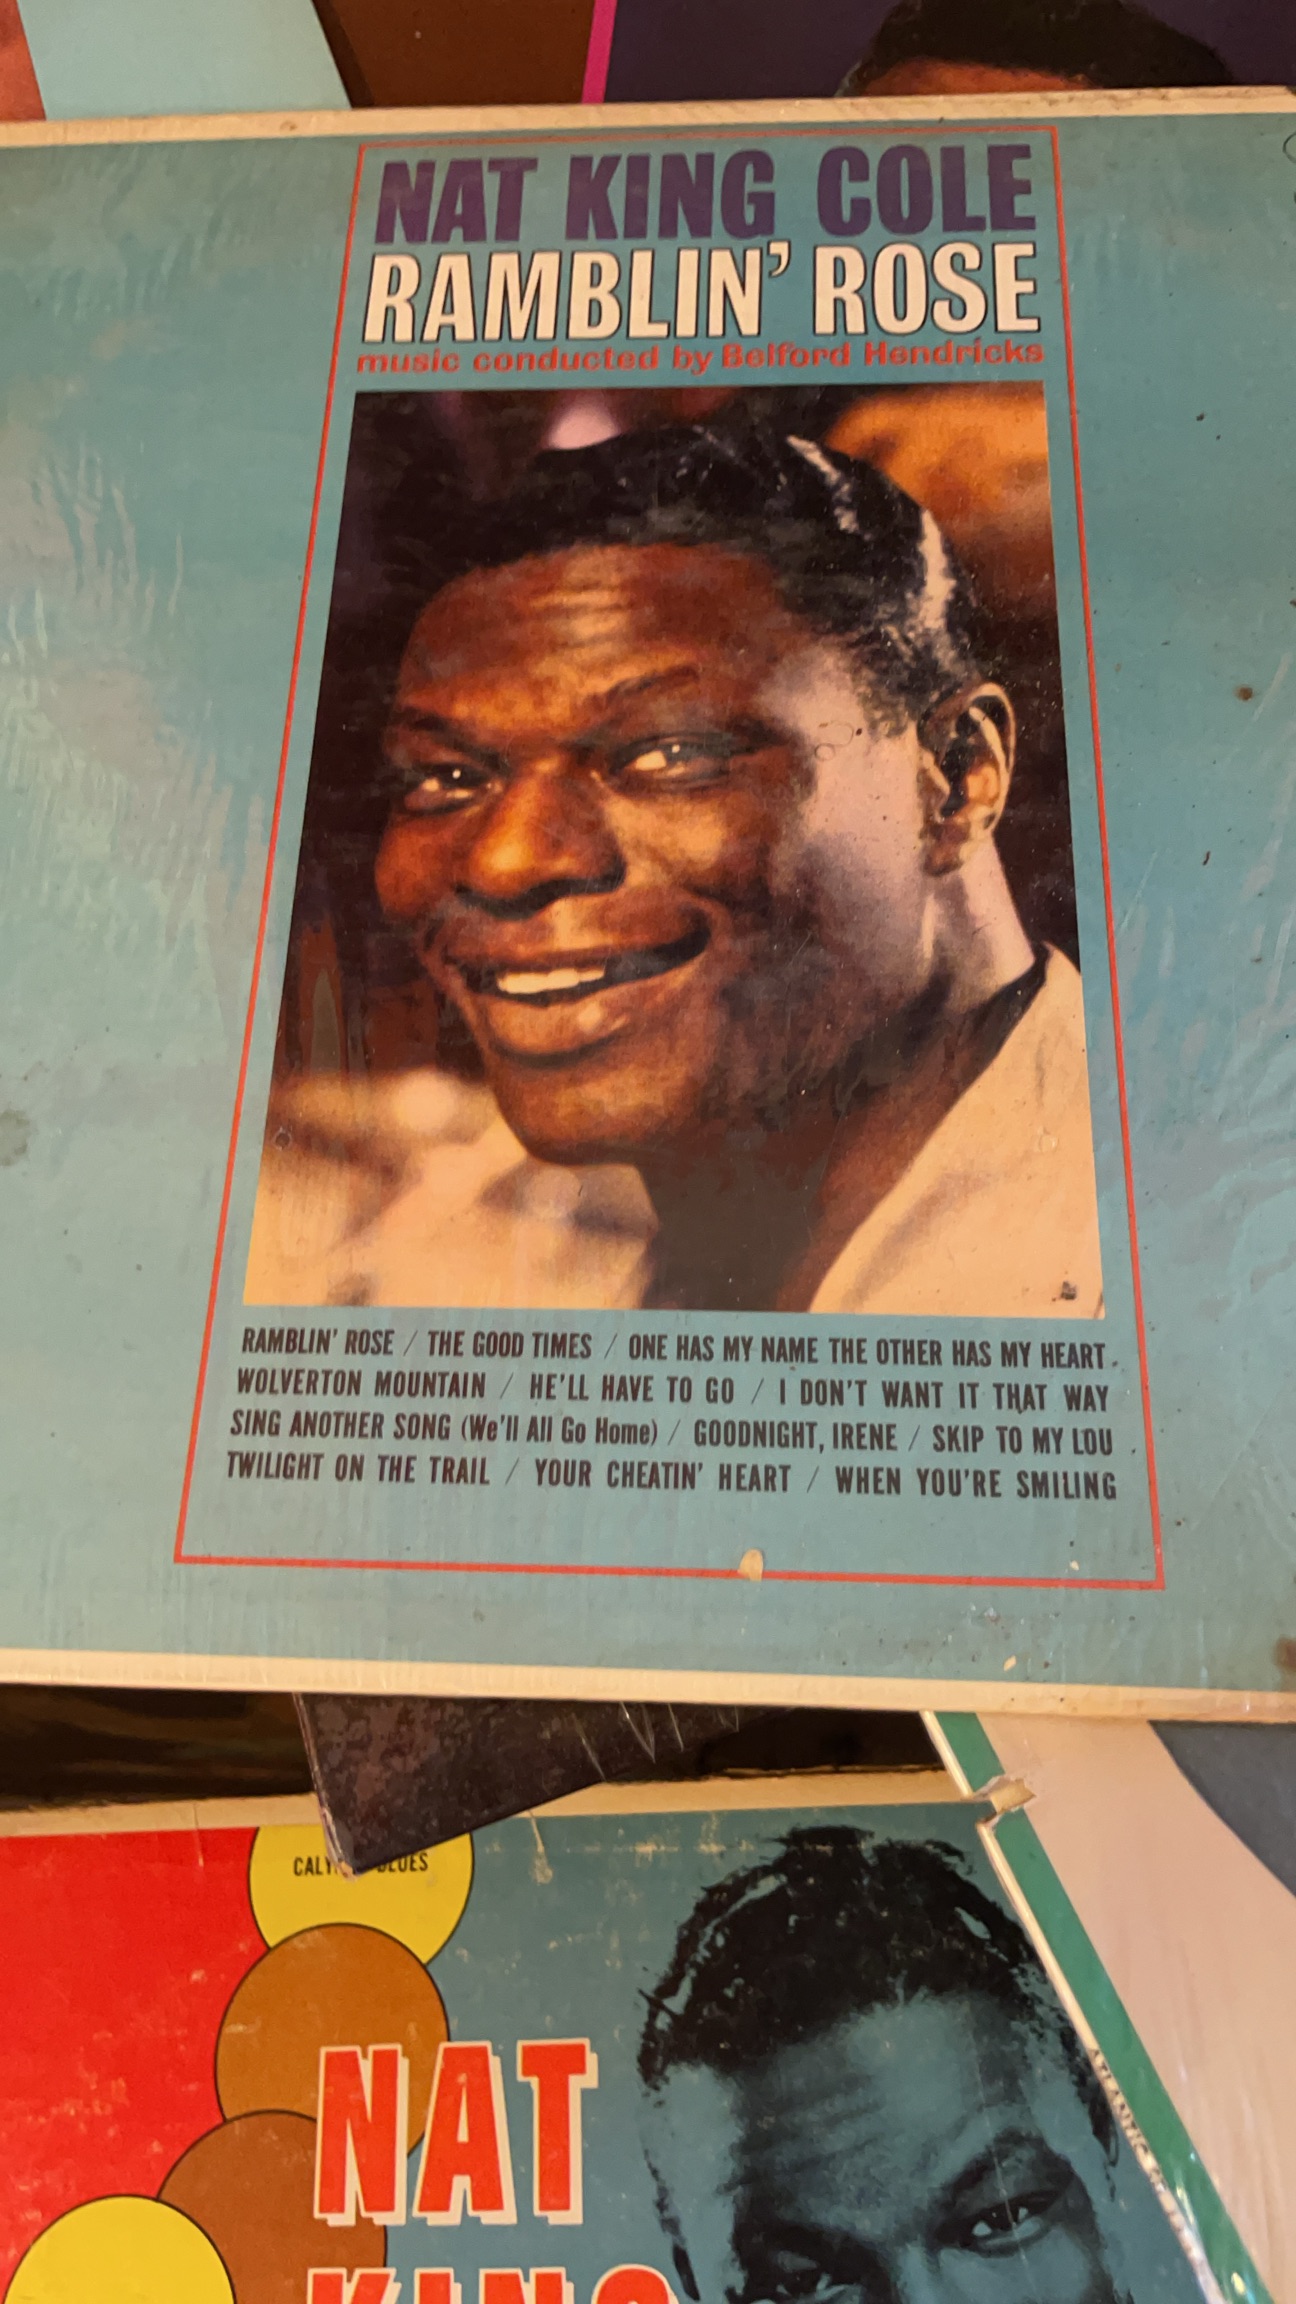 NAT KING COLE
RAMBLIN' ROSE
music conducted by Belford Hendricks
RAMBLIN' ROSE / THE GOOD TIMES / ONE HAS MY NAME THE OTHER HAS MY HEART
WOLVERTON MOUNTAIN / HE'LL HAVE TO GO / I DON'T WANT IT THAT WAY
SING ANOTHER SONG (We'll All Go Home) / GOODNIGHT, IRENE / SKIP TO MY LOU
TWILIGHT ON THE TRAIL / YOUR CHEATIN' HEART / WHEN YOU'RE SMILING
BLUES
NAT
KING
ATLANTIC